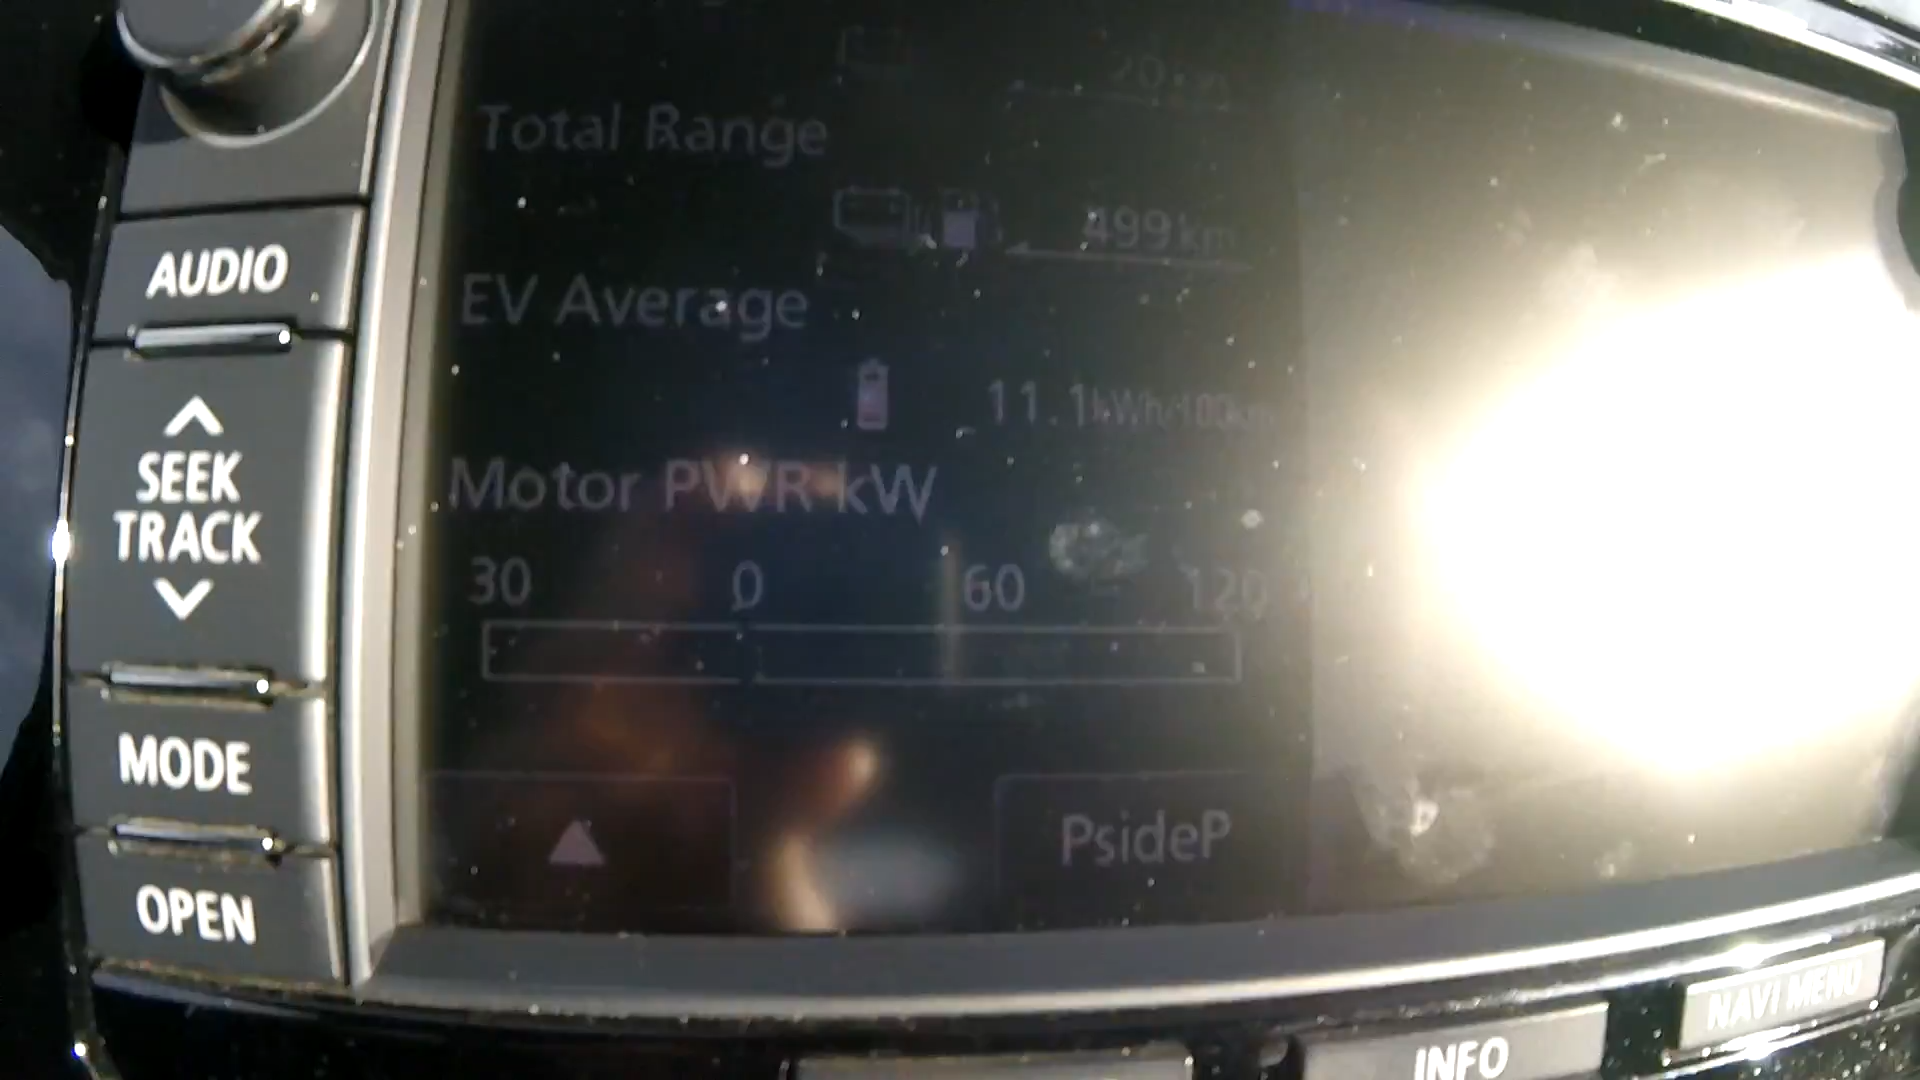 20km
Total Range
499km
AUDIO
EV Average
11.1kWh/100km
SEEK
TRACK
Motor PWR kW
30 0 60 120
MODE
PsideP
OPEN
NAVI MENU
INFO